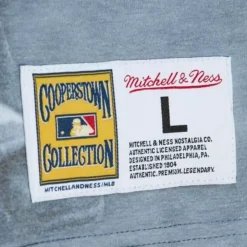 COOPERSTOWN
COLLECTION
MITCHELLANDNESS/MLB
Mitchell & Ness
L
MITCHELL & NESS NOSTALGIA CO.
AUTHENTIC LICENSED APPAREL
DESIGNED IN PHILADELPHIA, PA.
ESTABLISHED 1904
AUTHENTIC.PREMIUM.LEGENDARY.